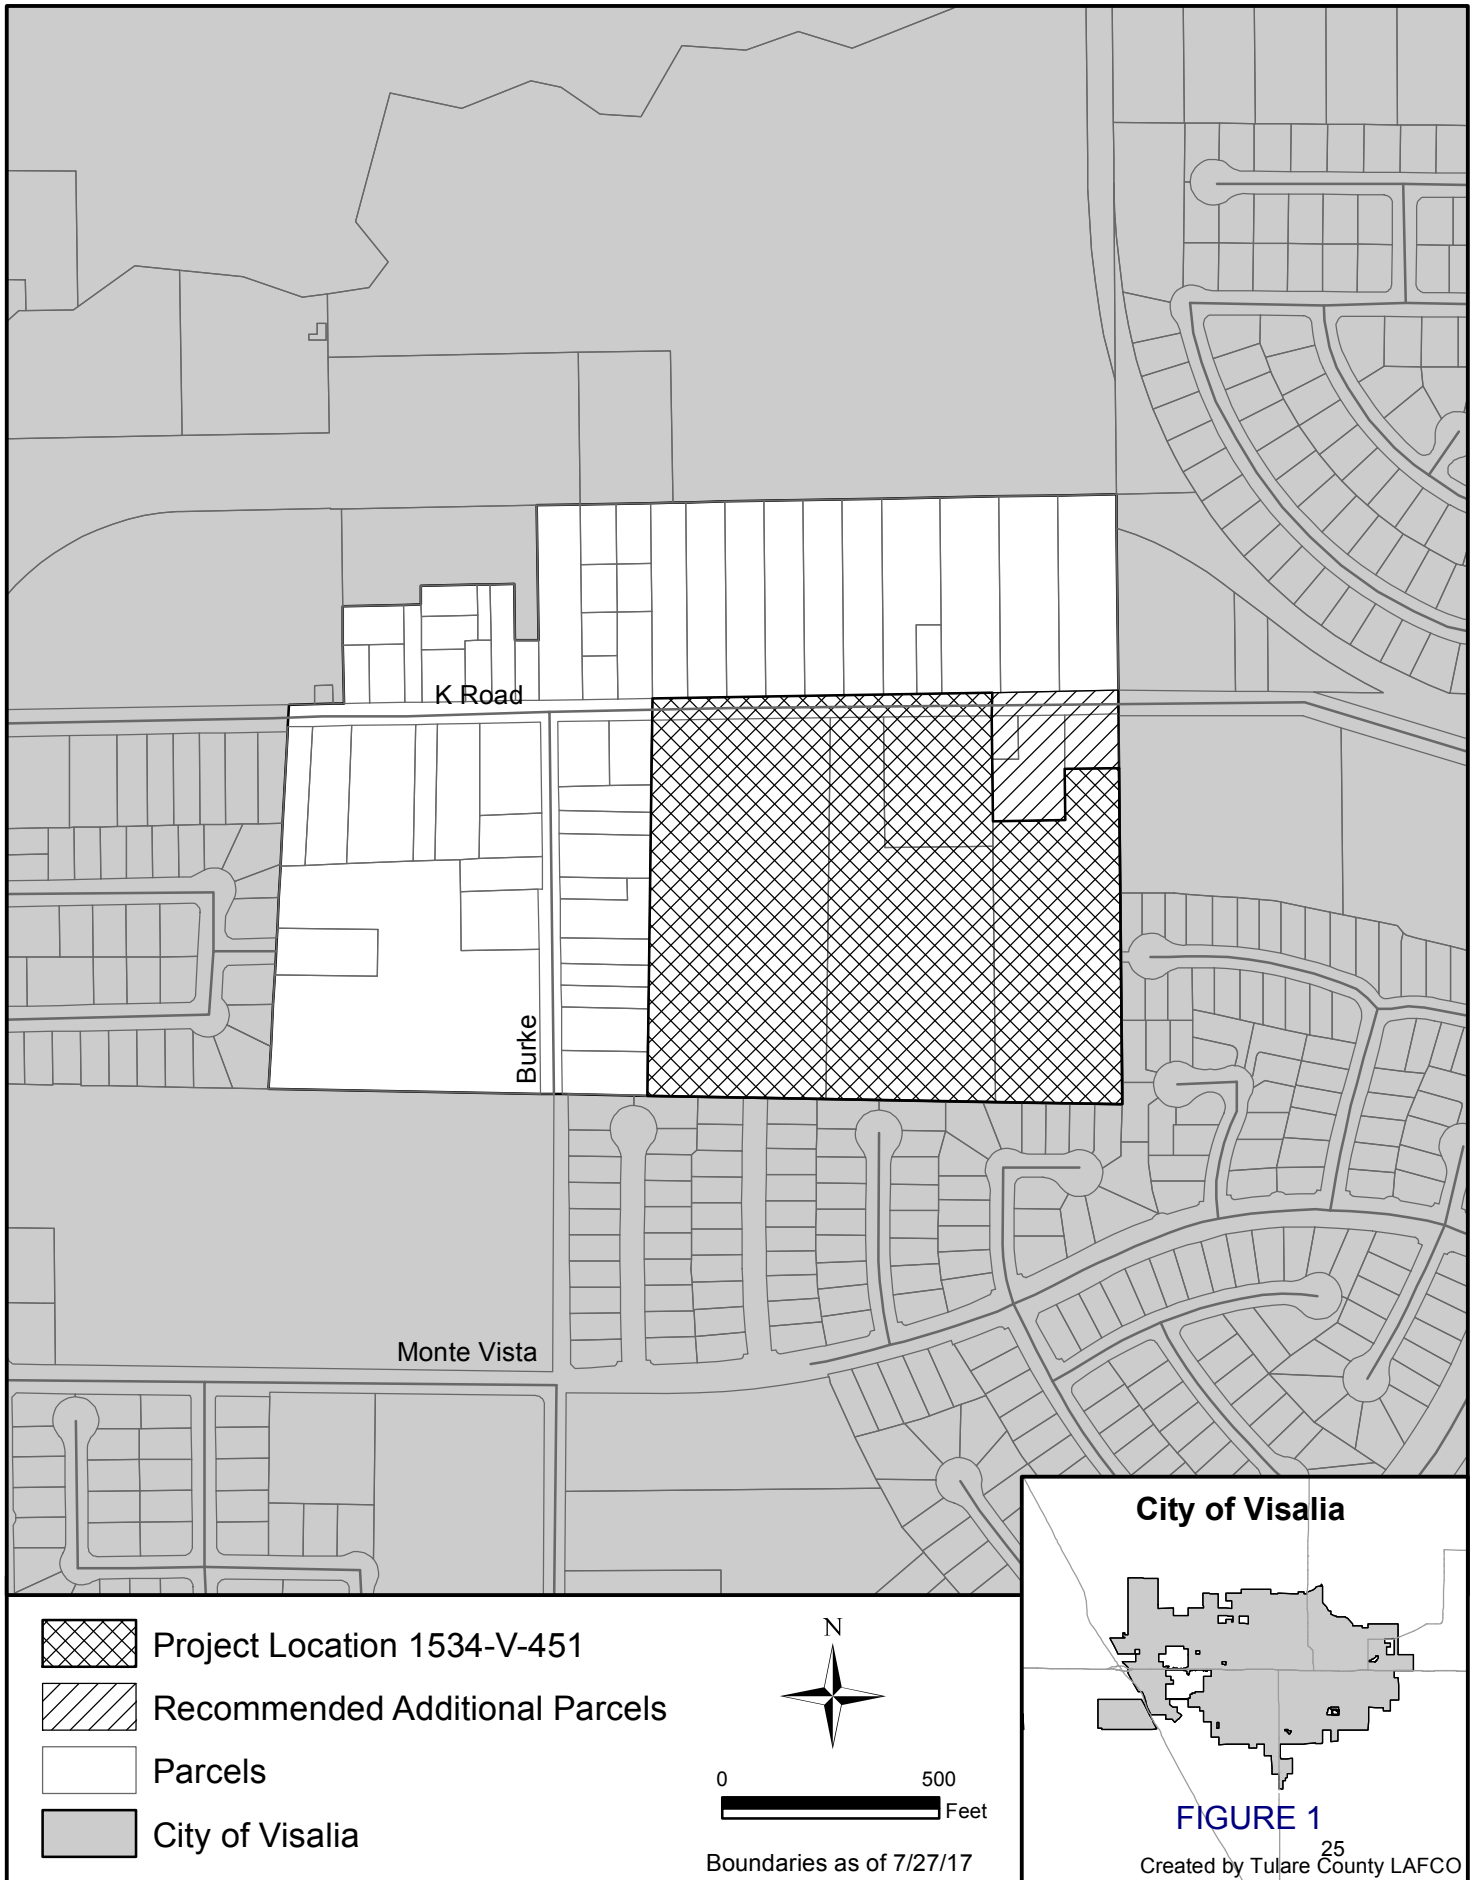 K Road
Burke
Monte Vista
Project Location 1534-V-451
Recommended Additional Parcels
Parcels
City of Visalia
N
0 500
Feet
Boundaries as of 7/27/17
City of Visalia
FIGURE 1
25
Created by Tulare County LAFCO